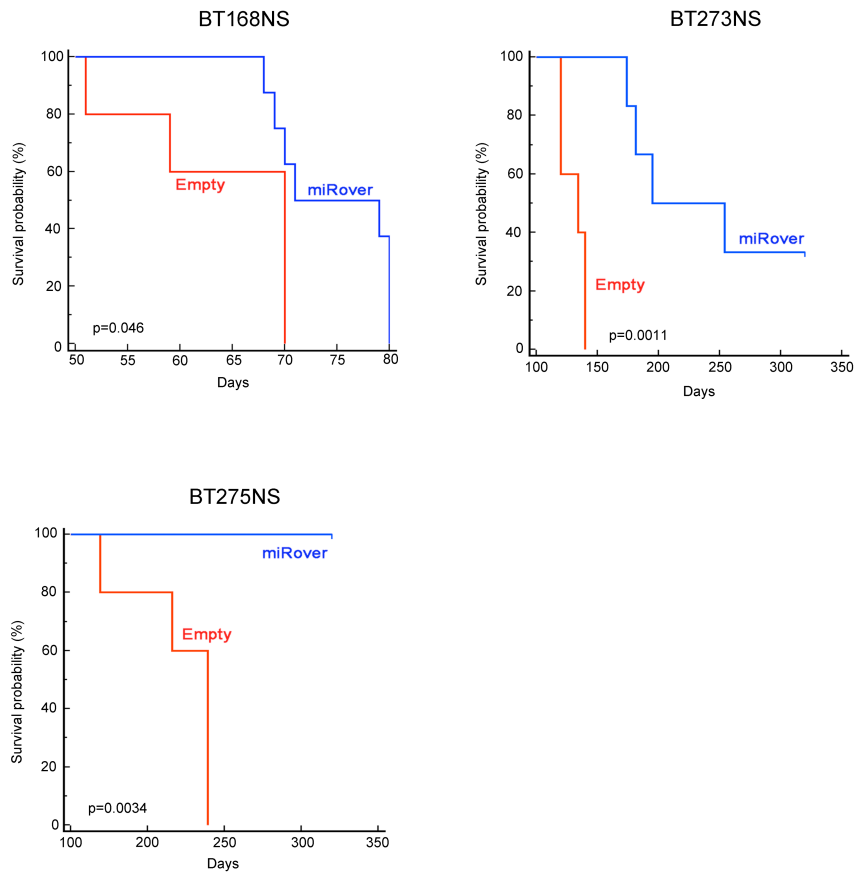 BT168NS
100
80
60
40
20
0
Survival probability (%)
Empty
miRover
p=0.046
50 55 60 65 70 75 80
Days
BT273NS
100
80
60
40
20
0
Survival probability (%)
miRover
Empty
p=0.0011
100 150 200 250 300 350
Days
BT275NS
100
80
60
40
20
0
Survival probability (%)
miRover
Empty
p=0.0034
100 200 250 300 350
Days